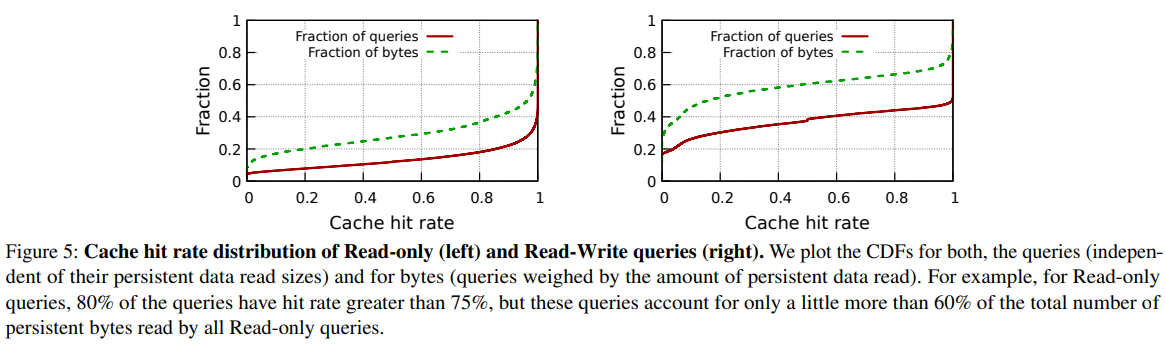 1
0.8
0.6
0.4
0.2
0
Fraction
Fraction of queries
Fraction of bytes
0 0.2 0.4 0.6 0.8 1
Cache hit rate
1
0.8
0.6
0.4
0.2
0
Fraction
Fraction of queries
Fraction of bytes
0 0.2 0.4 0.6 0.8 1
Cache hit rate
Figure 5: Cache hit rate distribution of Read-only (left) and Read-Write queries (right). We plot the CDFs for both, the queries (indepen-
dent of their persistent data read sizes) and for bytes (queries weighed by the amount of persistent data read). For example, for Read-only
queries, 80% of the queries have hit rate greater than 75%, but these queries account for only a little more than 60% of the total number of
persistent bytes read by all Read-only queries.